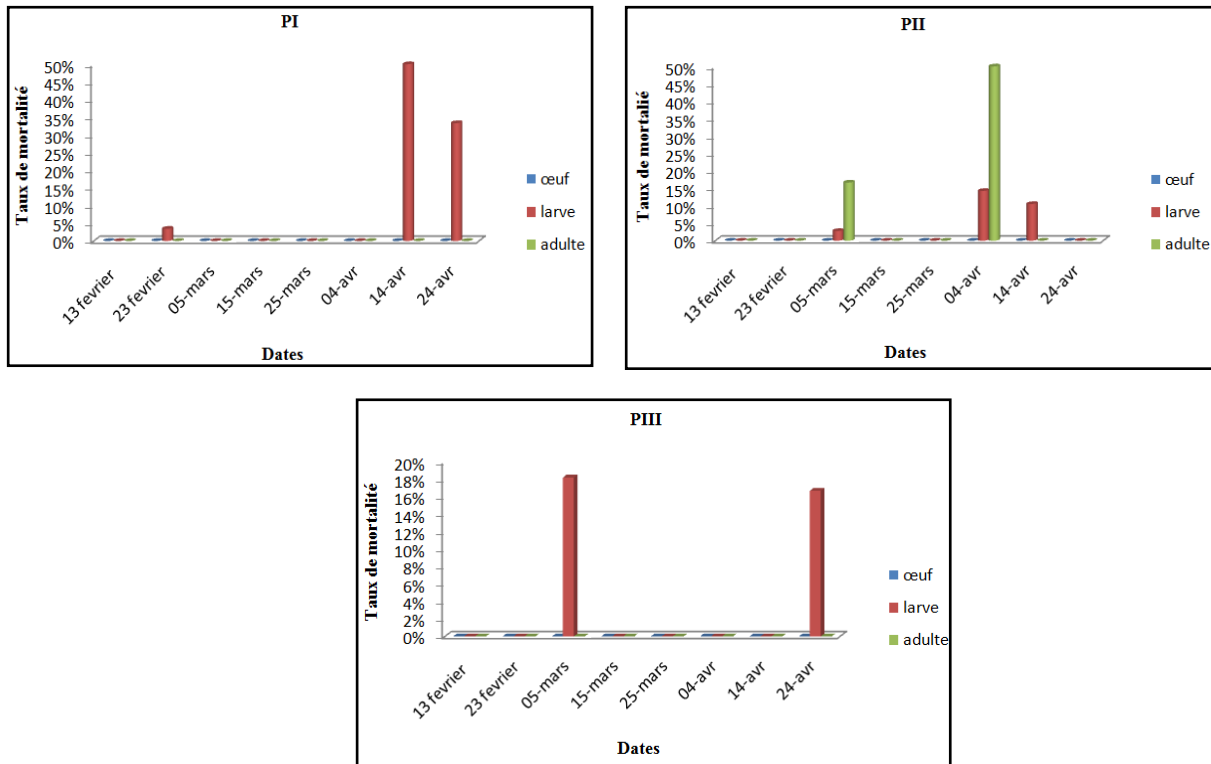 PI
Taux de mortalité
50%
45%
40%
35%
30%
25%
20%
15%
10%
5%
0%
13 fevrier
23 fevrier
05-mars
15-mars
25-mars
04-avr
14-avr
24-avr
Dates
œuf
larve
adulte
PII
Taux de mortalié
50%
45%
40%
35%
30%
25%
20%
15%
10%
5%
0%
13 fevrier
23 fevrier
05-mars
15-mars
25-mars
04-avr
14-avr
24-avr
Dates
œuf
larve
adulte
PIII
Taux de mortalité
20%
18%
16%
14%
12%
10%
8%
6%
4%
2%
0%
13 fevrier
23 fevrier
05-mars
15-mars
25-mars
04-avr
14-avr
24-avr
Dates
œuf
larve
adulte